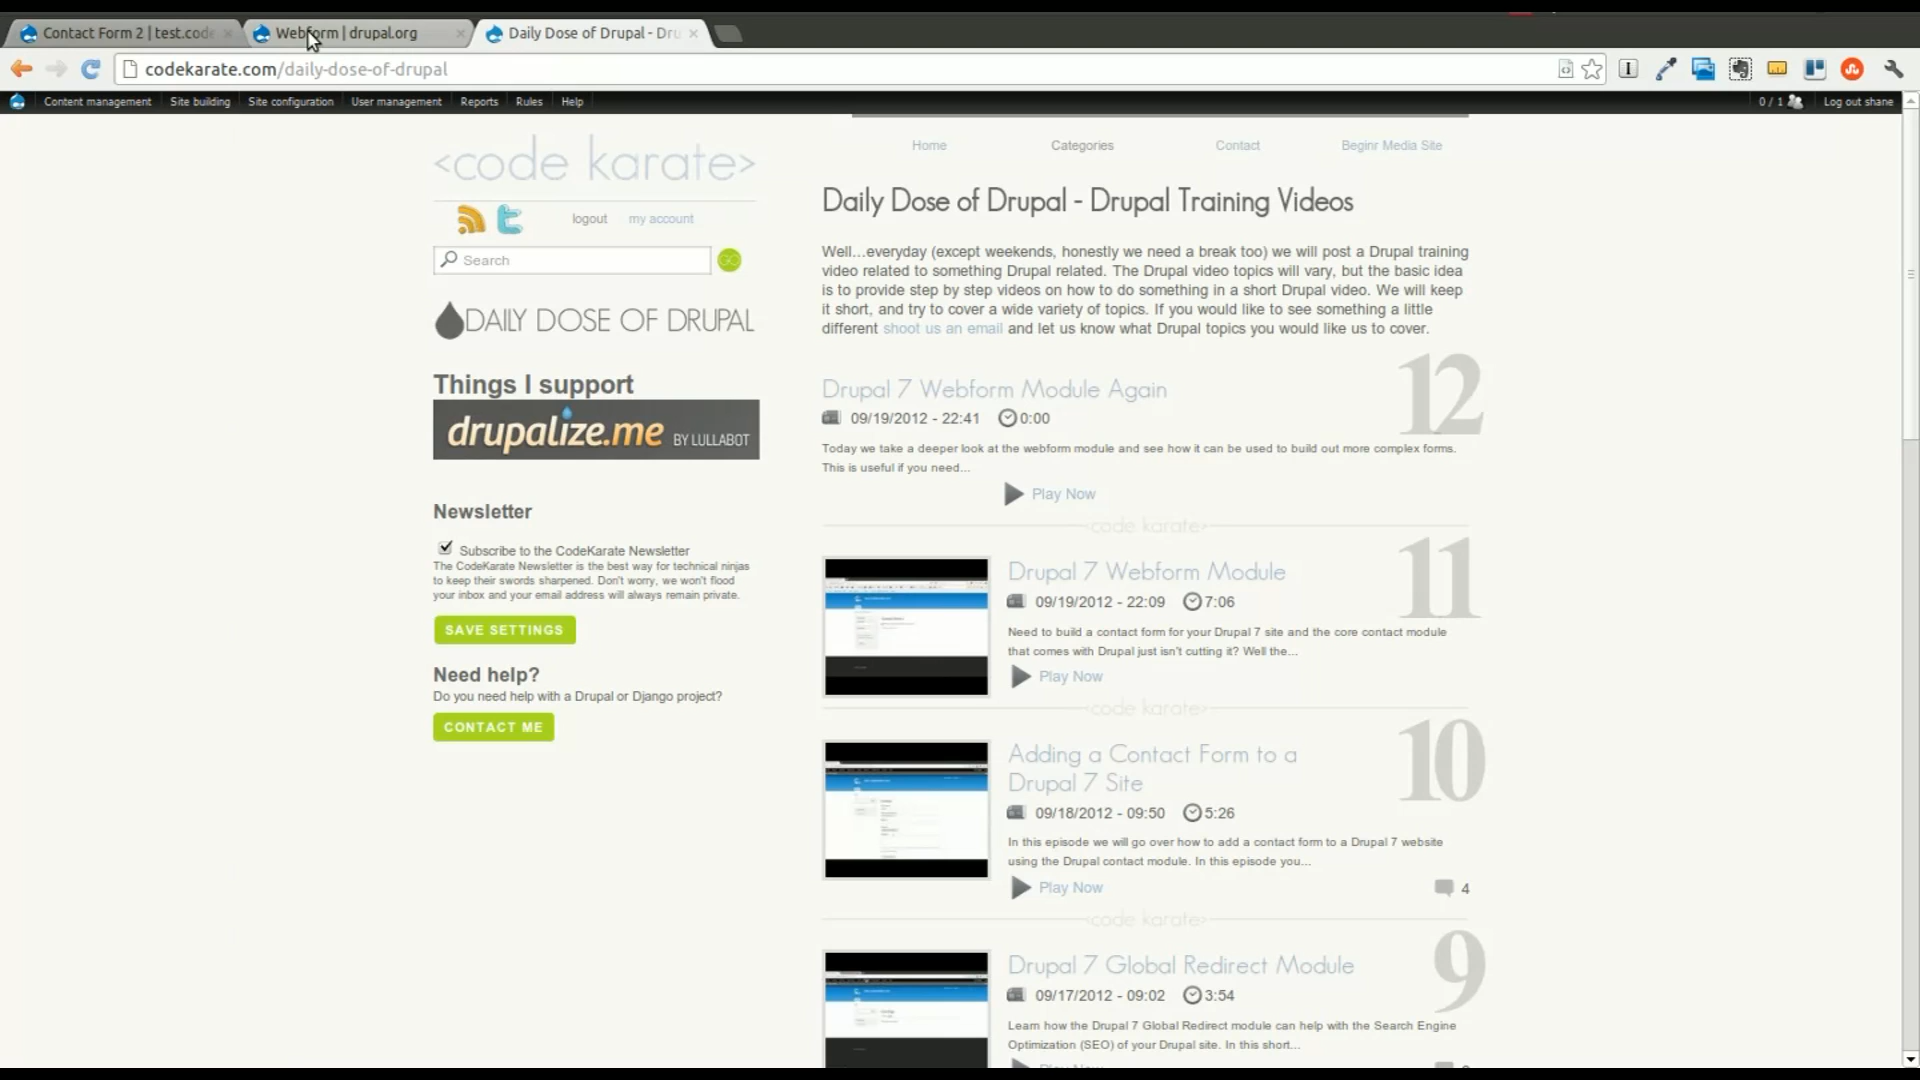 Contact Form 2 | test.code
Webform | drupal.org
Daily Dose of Drupal - Dru
codekarate.com/daily-dose-of-drupal
Content management
Site building
Site configuration
User management
Reports
Rules
Help
0 / 1
Log out shane
<code karate>
logout
my account
Search
GO
DAILY DOSE OF DRUPAL
Things I support
drupalize.me BY LULLABOT
Newsletter
Subscribe to the CodeKarate Newsletter
The CodeKarate Newsletter is the best way for technical ninjas
to keep their swords sharpened. Don't worry, we won't flood
your inbox and your email address will always remain private.
SAVE SETTINGS
Need help?
Do you need help with a Drupal or Django project?
CONTACT ME
Home
Categories
Contact
Beginr Media Site
Daily Dose of Drupal - Drupal Training Videos
Well...everyday (except weekends, honestly we need a break too) we will post a Drupal training
video related to something Drupal related. The Drupal video topics will vary, but the basic idea
is to provide step by step videos on how to do something in a short Drupal video. We will keep
it short, and try to cover a wide variety of topics. If you would like to see something a little
different shoot us an email and let us know what Drupal topics you would like us to cover.
12
Drupal 7 Webform Module Again
09/19/2012 - 22:41 0:00
Today we take a deeper look at the webform module and see how it can be used to build out more complex forms.
This is useful if you need...
Play Now
<code karate>
11
Drupal 7 Webform Module
09/19/2012 - 22:09 7:06
Need to build a contact form for your Drupal 7 site and the core contact module
that comes with Drupal just isn't cutting it? Well the...
Play Now
<code karate>
10
Adding a Contact Form to a
Drupal 7 Site
09/18/2012 - 09:50 5:26
In this episode we will go over how to add a contact form to a Drupal 7 website
using the Drupal contact module. In this episode you...
Play Now
4
<code karate>
9
Drupal 7 Global Redirect Module
09/17/2012 - 09:02 3:54
Learn how the Drupal 7 Global Redirect module can help with the Search Engine
Optimization (SEO) of your Drupal site. In this short...